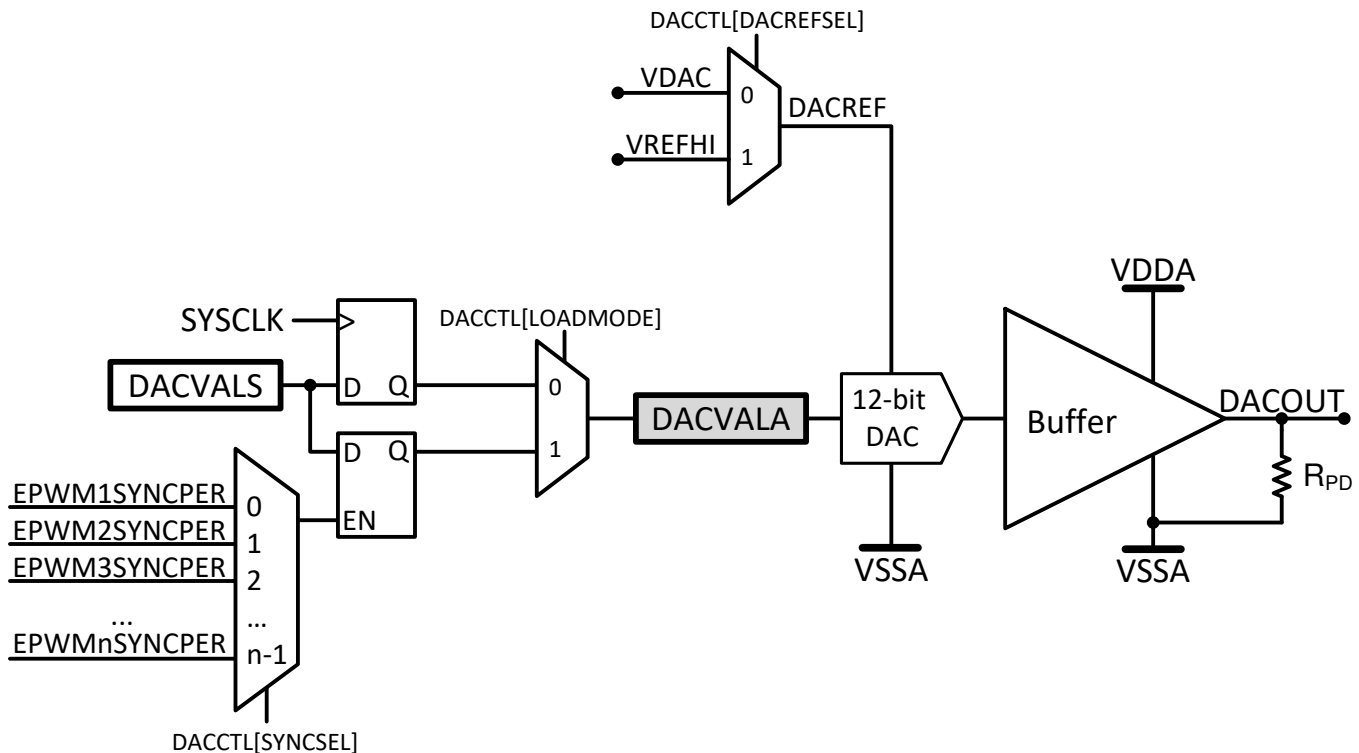 DACCTL[DACREFSEL]
VDAC
0
DACREF
VREFHI
1
VDDA
SYSCLK
DACCTL[LOADMODE]
DACVALS
D
Q
0
DACVALA
12-bit
DAC
Buffer
DACOUT
D
Q
1
RPD
EN
EPWM1SYNCPER
0
EPWM2SYNCPER
1
EPWM3SYNCPER
2
VSSA
VSSA
...
...
EPWMnSYNCPER
n-1
DACCTL[SYNCSEL]